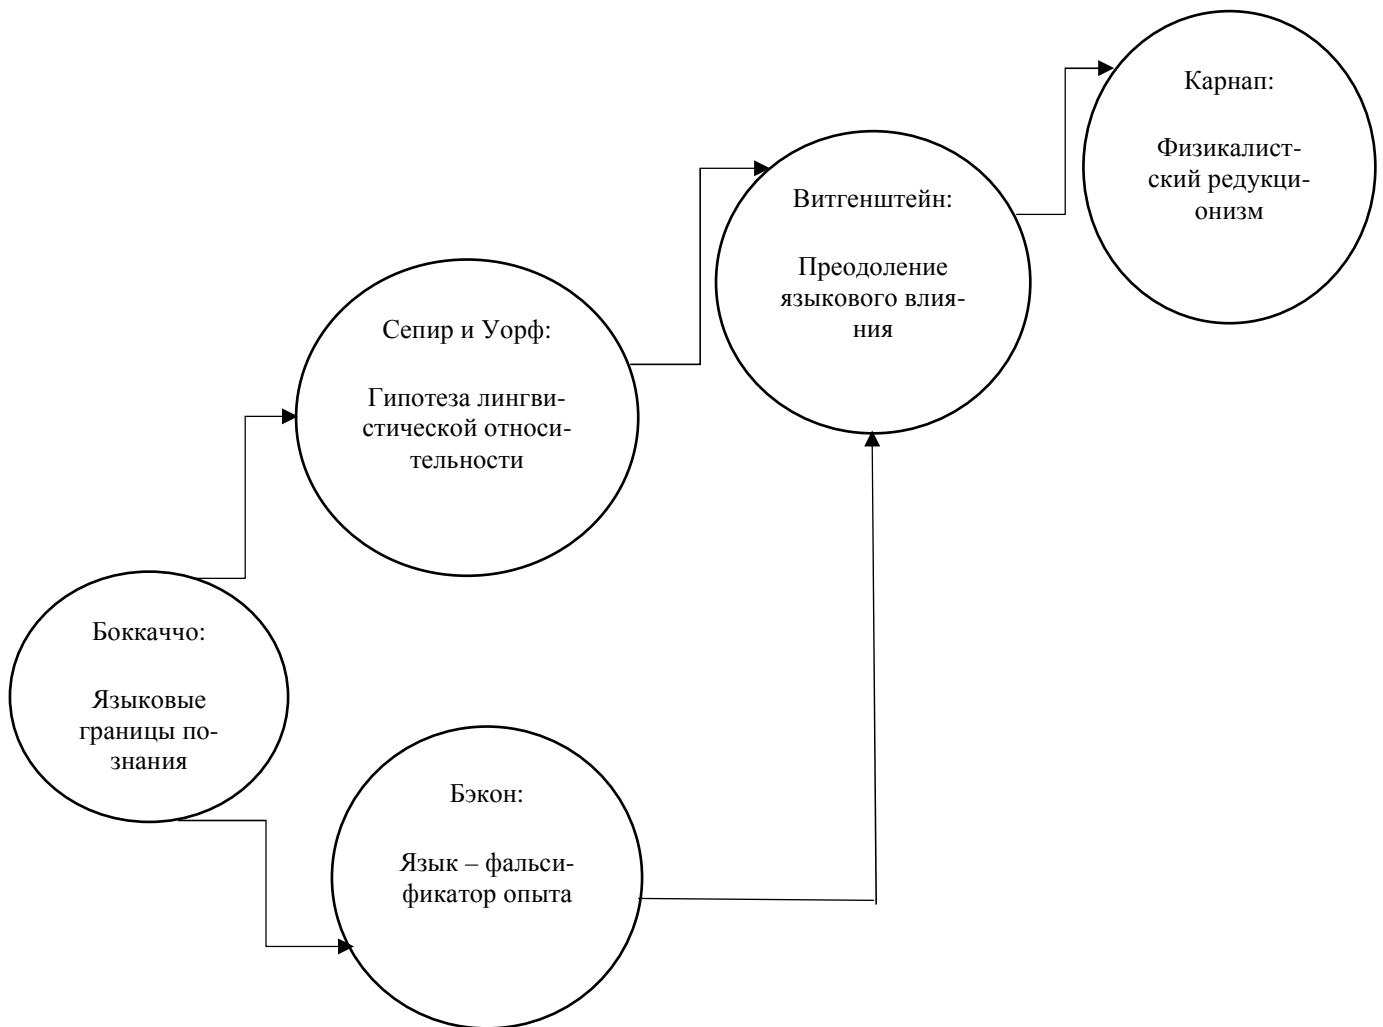 Карнап:
Физикалист-
ский редукци-
онизм
Витгенштейн:
Преодоление
языкового влия-
ния
Сепир и Уорф:
Гипотеза лингви-
стической относи-
тельности
Боккаччо:
Языковые
границы по-
знания
Бэкон:
Язык – фальси-
фикатор опыта